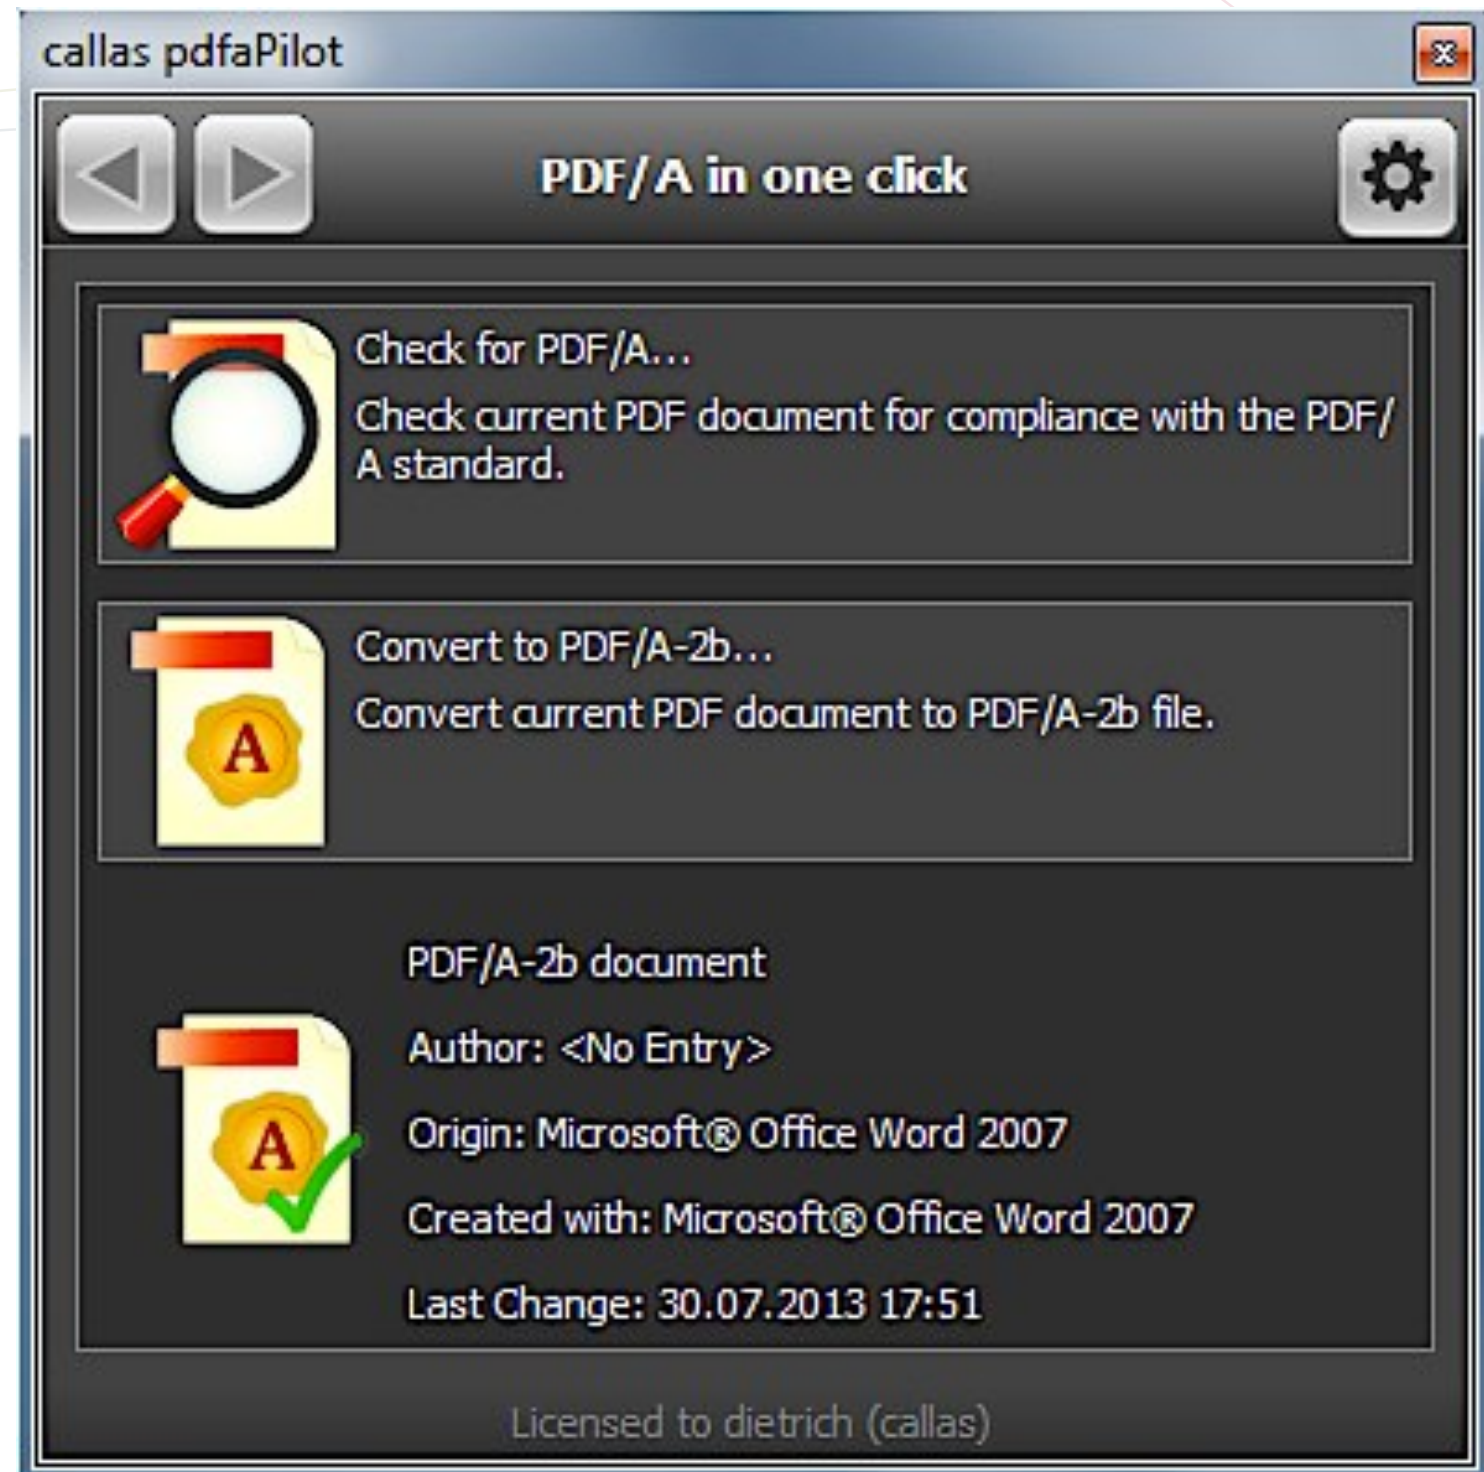 callas pdfaPilot
PDF/A in one click
Check for PDF/A...
Check current PDF document for compliance with the PDF/
A standard.
A
Convert to PDF/A-2b...
Convert current PDF document to PDF/A-2b file.
PDF/A-2b document
Author: <No Entry>
Origin: Microsoft® Office Word 2007
A
Created with: Microsoft® Office Word 2007
Last Change: 30.07.2013 17:51
Licensed to dietrich (callas)